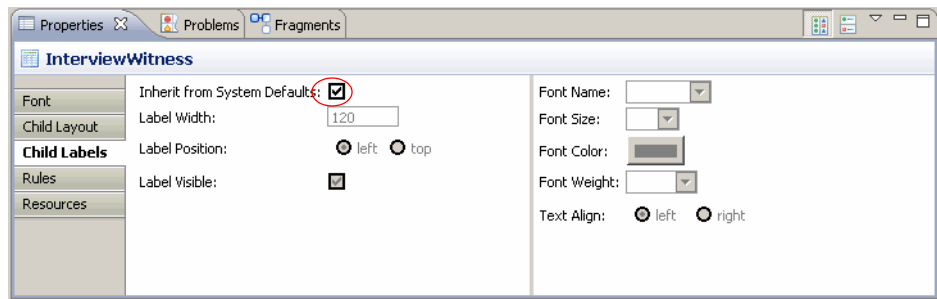 Properties Problems Fragments
InterviewWitness
Font
Child Layout
Child Labels
Rules
Resources
Inherit from System Defaults:
Label Width: 120
Label Position: left top
Label Visible:
Font Name:
Font Size:
Font Color:
Font Weight:
Text Align: left right